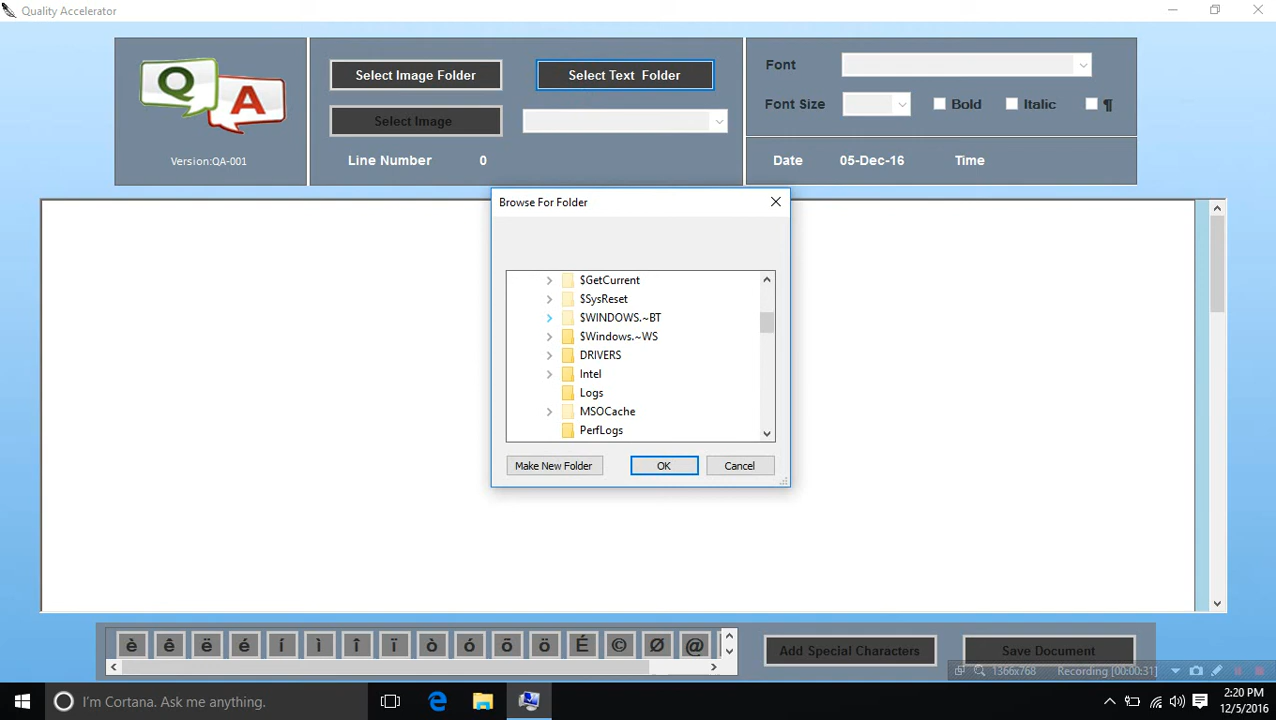 Quality Accelerator
Q A
Version:QA-001
Select Image Folder
Select Text Folder
Select Image
Line Number 0
Font
Font Size
Bold
Italic
¶
Date 05-Dec-16 Time
Browse For Folder
$GetCurrent
$SysReset
$WINDOWS.~BT
$Windows.~WS
DRIVERS
Intel
Logs
MSOCache
PerfLogs
Make New Folder
OK
Cancel
è ê ë é í ì î ï ò ó ō ö É © Ø @
Add Special Characters
Save Document
1366x768 Recording [00:00:31]
I'm Cortana. Ask me anything.
2:20 PM
12/5/2016